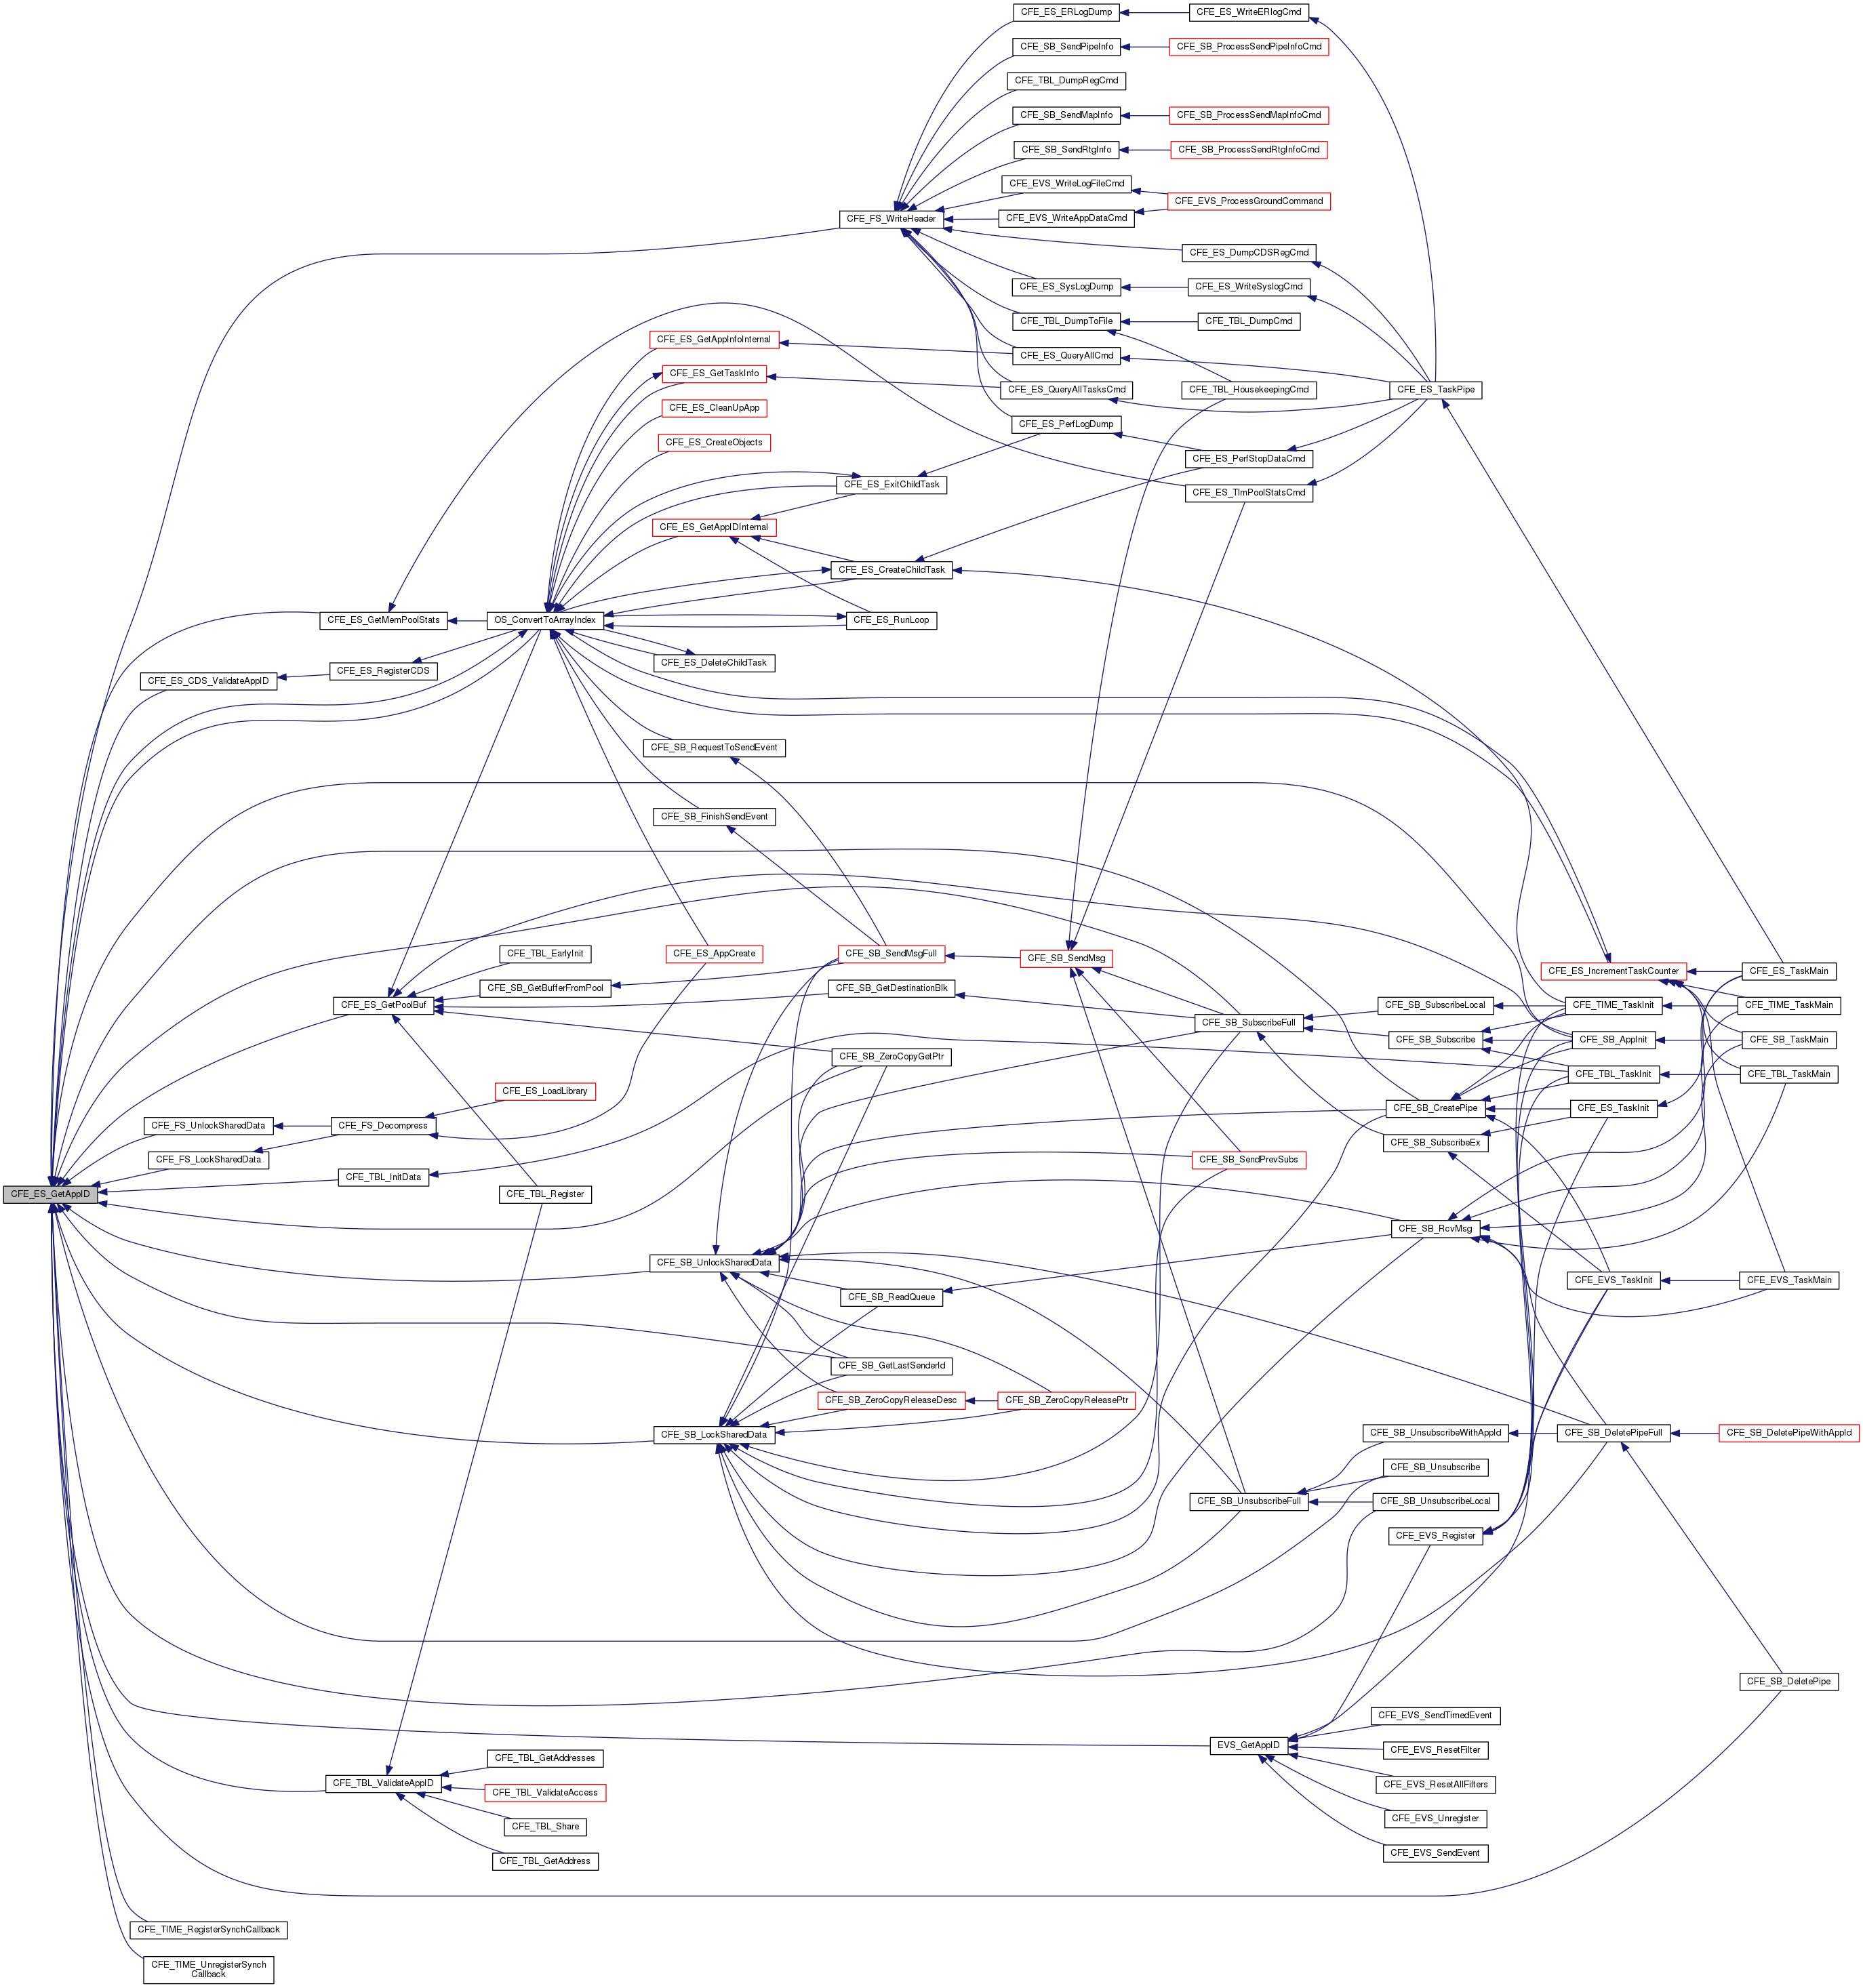 CFE_ES_ERLogDump
CFE_ES_WriteERlogCmd
CFE_SB_SendPipeInfo
CFE_SB_ProcessSendPipeInfoCmd
CFE_TBL_DumpRegCmd
CFE_SB_SendMapInfo
CFE_SB_ProcessSendMapInfoCmd
CFE_SB_SendRtgInfo
CFE_SB_ProcessSendRtgInfoCmd
CFE_EVS_WriteLogFileCmd
CFE_EVS_ProcessGroundCommand
CFE_FS_WriteHeader
CFE_EVS_WriteAppDataCmd
CFE_ES_DumpCDSRegCmd
CFE_ES_SysLogDump
CFE_ES_WriteSyslogCmd
CFE_TBL_DumpToFile
CFE_TBL_DumpCmd
CFE_ES_GetAppInfoInternal
CFE_ES_QueryAllCmd
CFE_ES_GetTaskInfo
CFE_ES_QueryAllTasksCmd
CFE_TBL_HousekeepingCmd
CFE_ES_TaskPipe
CFE_ES_CleanUpApp
CFE_ES_PerfLogDump
CFE_ES_CreateObjects
CFE_ES_PerfStopDataCmd
CFE_ES_ExitChildTask
CFE_ES_TlmPoolStatsCmd
CFE_ES_GetAppIDInternal
CFE_ES_CreateChildTask
CFE_ES_GetMemPoolStats
OS_ConvertToArrayIndex
CFE_ES_RunLoop
CFE_ES_DeleteChildTask
CFE_ES_RegisterCDS
CFE_ES_CDS_ValidateAppID
CFE_SB_RequestToSendEvent
CFE_SB_FinishSendEvent
CFE_TBL_EarlyInit
CFE_ES_AppCreate
CFE_SB_SendMsgFull
CFE_SB_SendMsg
CFE_ES_IncrementTaskCounter
CFE_ES_TaskMain
CFE_SB_GetBufferFromPool
CFE_SB_GetDestinationBlk
CFE_ES_GetPoolBuf
CFE_SB_SubscribeLocal
CFE_TIME_TaskInit
CFE_TIME_TaskMain
CFE_SB_SubscribeFull
CFE_SB_Subscribe
CFE_SB_AppInit
CFE_SB_TaskMain
CFE_SB_ZeroCopyGetPtr
CFE_TBL_TaskInit
CFE_TBL_TaskMain
CFE_ES_LoadLibrary
CFE_SB_CreatePipe
CFE_ES_TaskInit
CFE_FS_UnlockSharedData
CFE_FS_Decompress
CFE_SB_SubscribeEx
CFE_FS_LockSharedData
CFE_SB_SendPrevSubs
CFE_TBL_InitData
CFE_ES_GetAppID
CFE_TBL_Register
CFE_SB_RcvMsg
CFE_SB_UnlockSharedData
CFE_EVS_TaskInit
CFE_EVS_TaskMain
CFE_SB_ReadQueue
CFE_SB_GetLastSenderId
CFE_SB_ZeroCopyReleaseDesc
CFE_SB_ZeroCopyReleasePtr
CFE_SB_LockSharedData
CFE_SB_UnsubscribeWithAppId
CFE_SB_DeletePipeFull
CFE_SB_DeletePipeWithAppId
CFE_SB_Unsubscribe
CFE_SB_UnsubscribeFull
CFE_SB_UnsubscribeLocal
CFE_EVS_Register
CFE_SB_DeletePipe
CFE_EVS_SendTimedEvent
EVS_GetAppID
CFE_EVS_ResetFilter
CFE_TBL_GetAddresses
CFE_TBL_ValidateAppID
CFE_EVS_ResetAllFilters
CFE_TBL_ValidateAccess
CFE_EVS_Unregister
CFE_TBL_Share
CFE_EVS_SendEvent
CFE_TBL_GetAddress
CFE_TIME_RegisterSynchCallback
CFE_TIME_UnregisterSynch
Callback